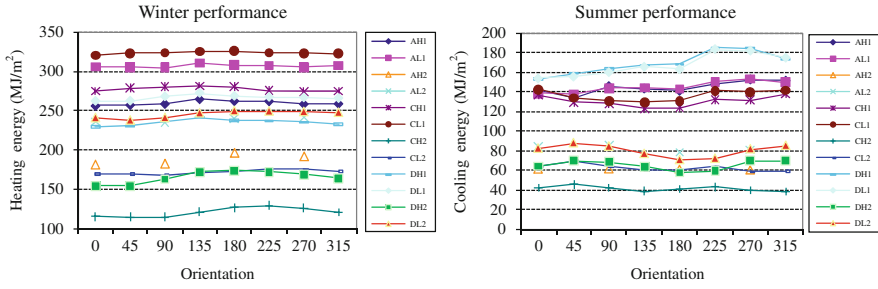 Winter performance
Heating energy (MJ/m²)
350
300
250
200
150
100
0 45 90 135 180 225 270 315
Orientation
AH1
AL1
AH2
AL2
CH1
CL1
CH2
CL2
DH1
DL1
DH2
DL2
Summer performance
Cooling energy (MJ/m²)
200
180
160
140
120
100
80
60
40
20
0
0 45 90 135 180 225 270 315
Orientation
AH1
AL1
AH2
AL2
CH1
CL1
CH2
CL2
DH1
DL1
DH2
DL2